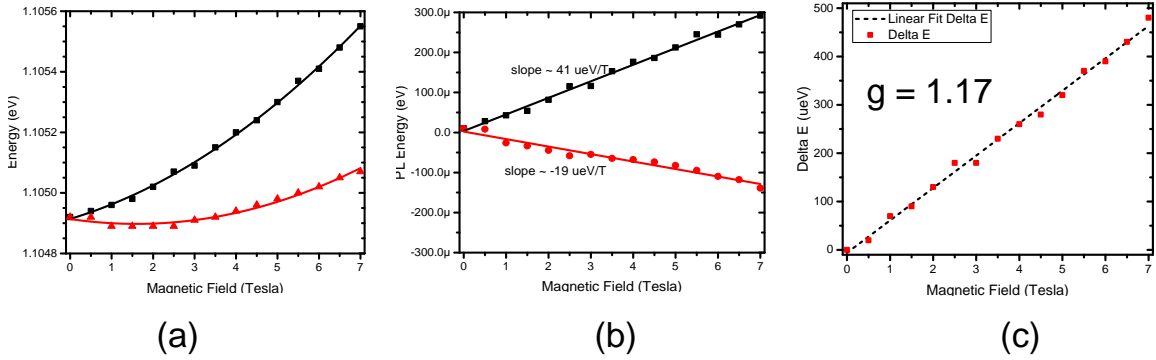 (a)
1.1056
1.1054
1.1052
1.1050
1.1048
Energy (eV)
0 1 2 3 4 5 6 7
Magnetic Field (Tesla)
(b)
300.0µ
200.0µ
100.0µ
0.0
100.0µ
200.0µ
300.0µ
PL Energy (eV)
slope ~ 41 ueV/T
slope ~ -19 ueV/T
0 1 2 3 4 5 6 7
Magnetic Field (Tesla)
(c)
500
400
300
200
100
0
Delta E (ueV)
Linear Fit Delta E
Delta E
g = 1.17
0 1 2 3 4 5 6 7
Magnetic Field (Tesla)